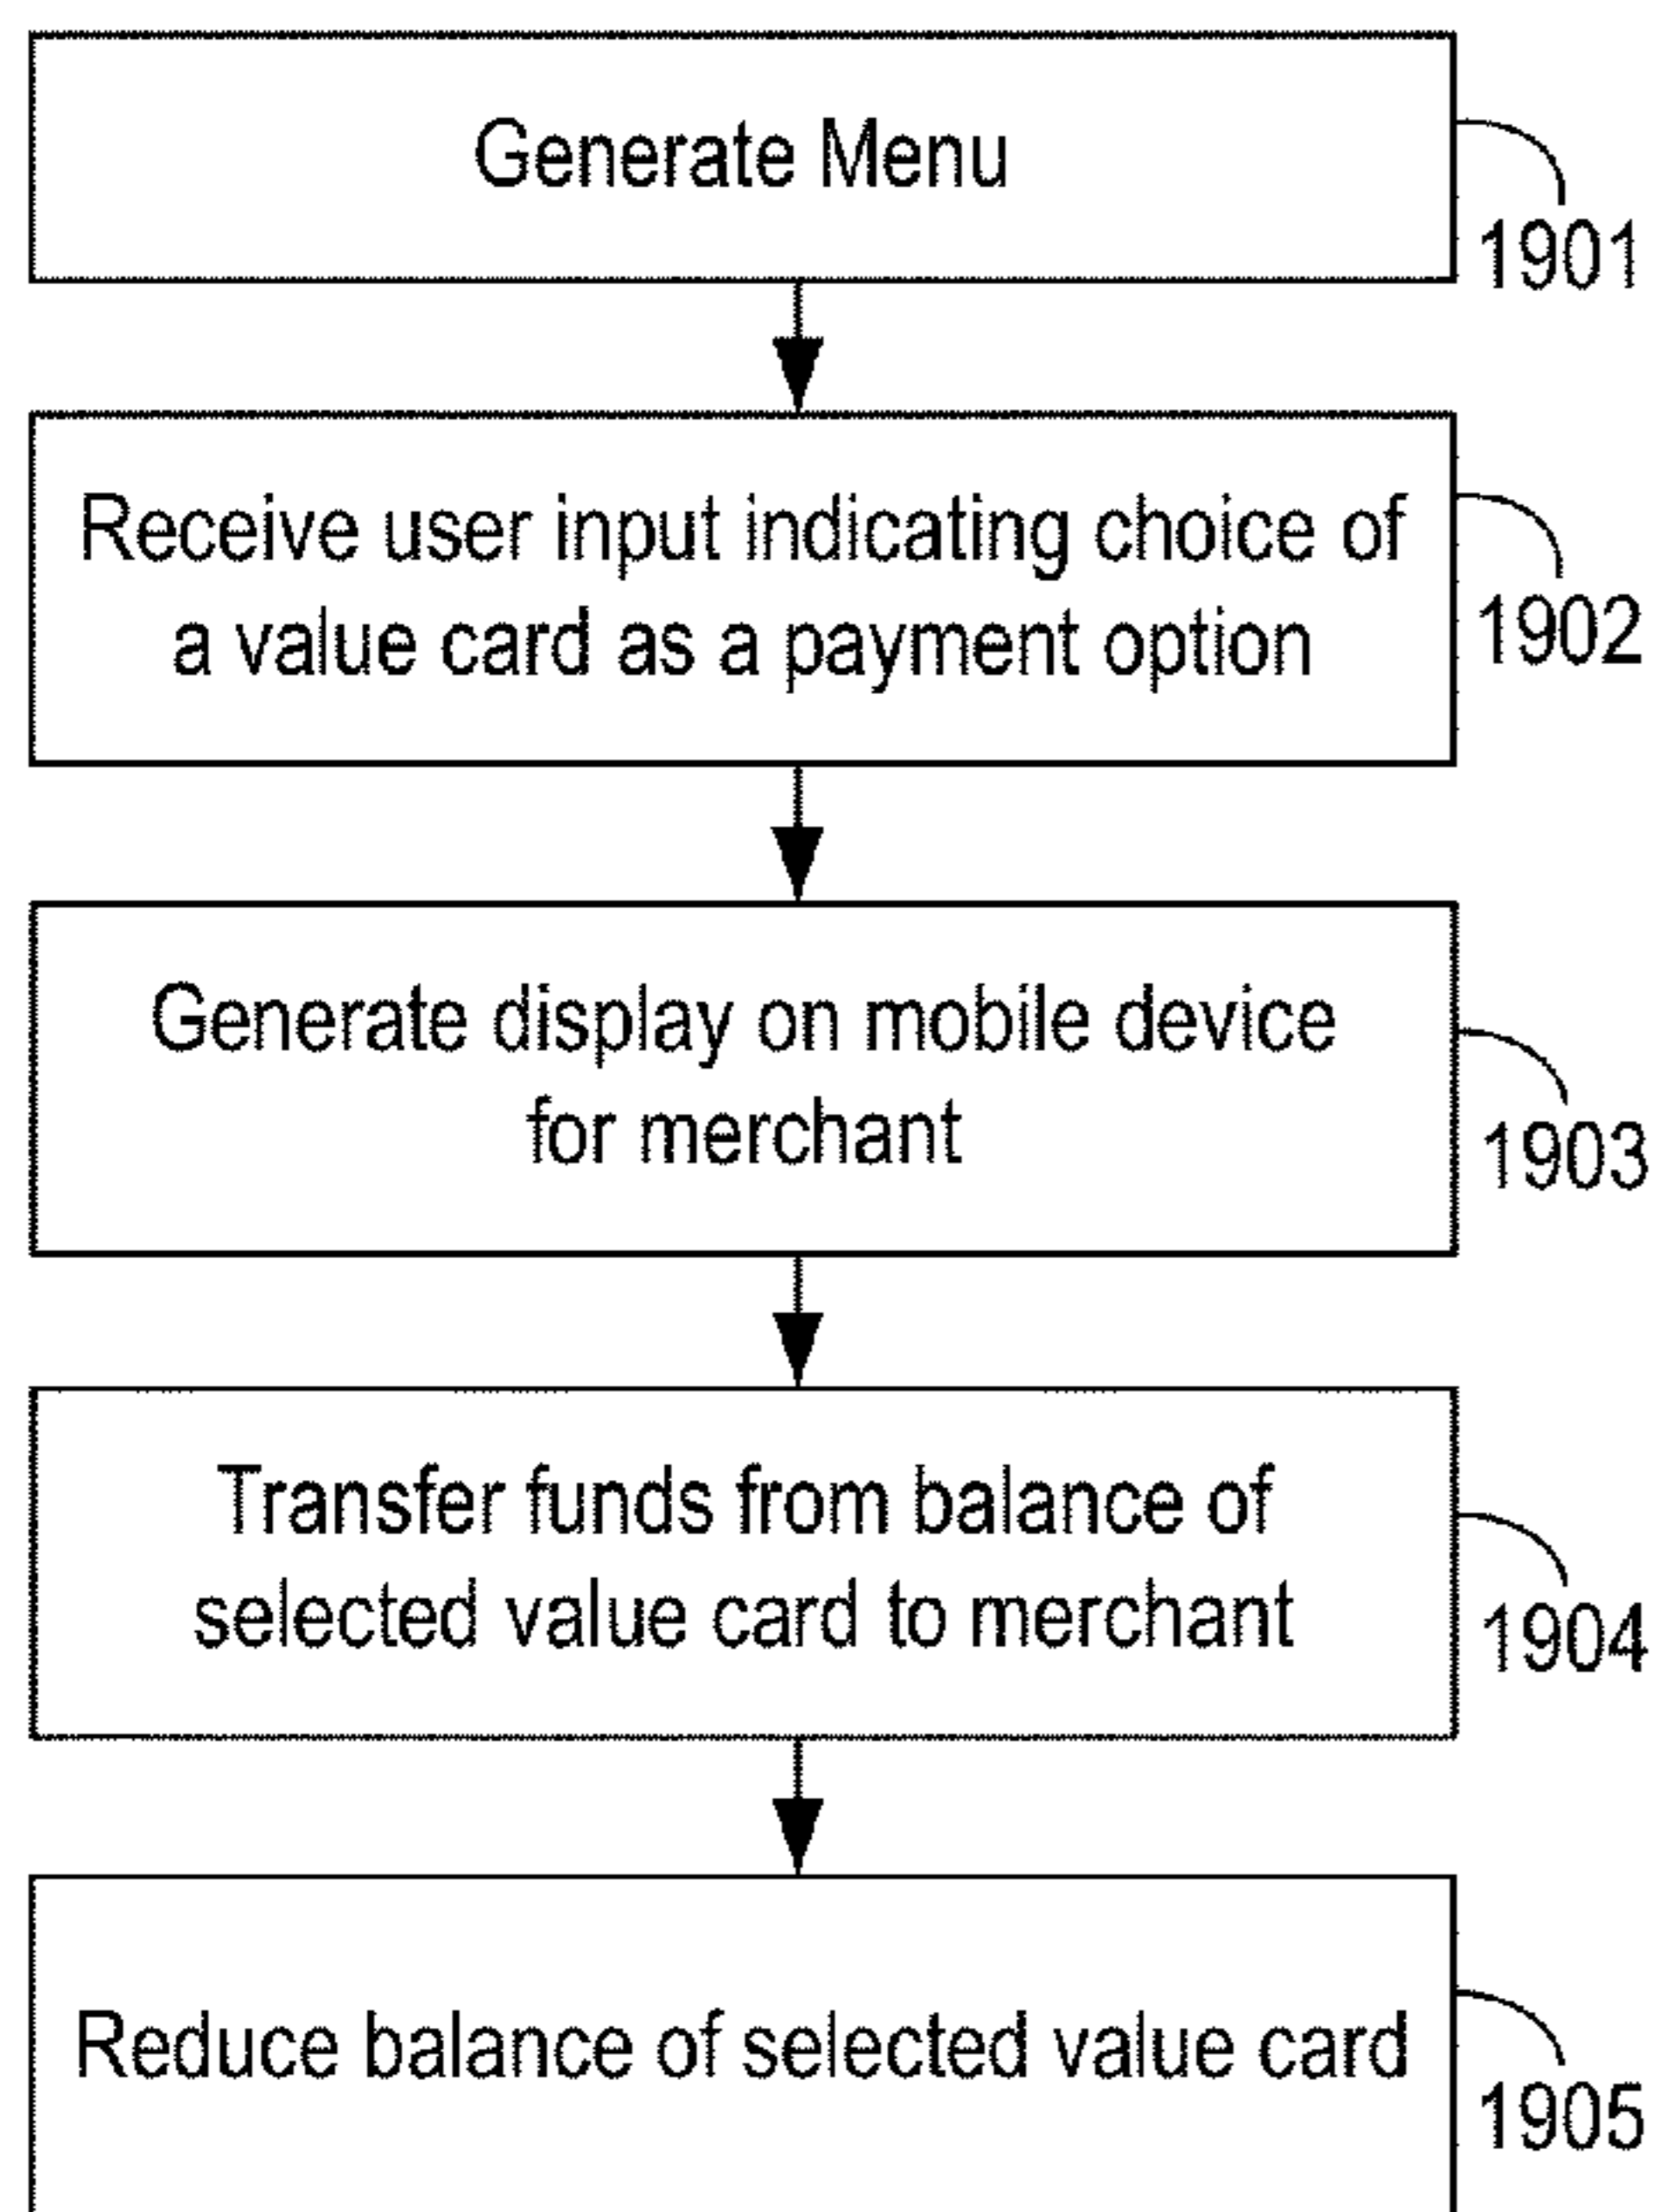 Generate Menu
1901
Receive user input indicating choice of
a value card as a payment option
1902
Generate display on mobile device
for merchant
1903
Transfer funds from balance of
selected value card to merchant
1904
Reduce balance of selected value card
1905